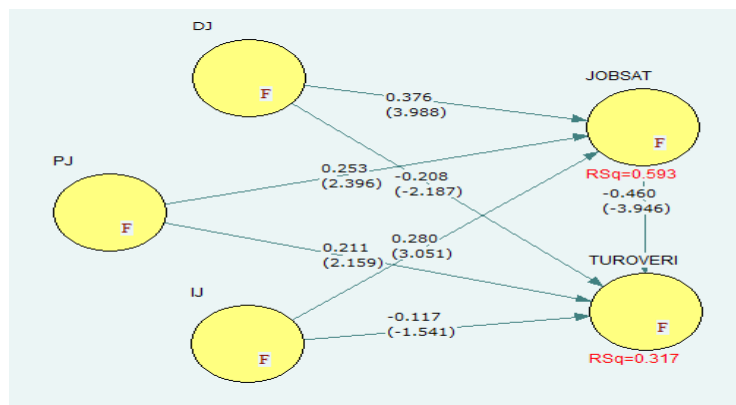 DJ
F
JOBSAT
F
RSq=0.593
0.376
(3.988)
PJ
F
0.253
(2.396)
-0.208
(-2.187)
-0.460
(-3.946)
0.211
(2.159)
0.280
(3.051)
TUROVERI
F
RSq=0.317
IJ
F
-0.117
(-1.541)